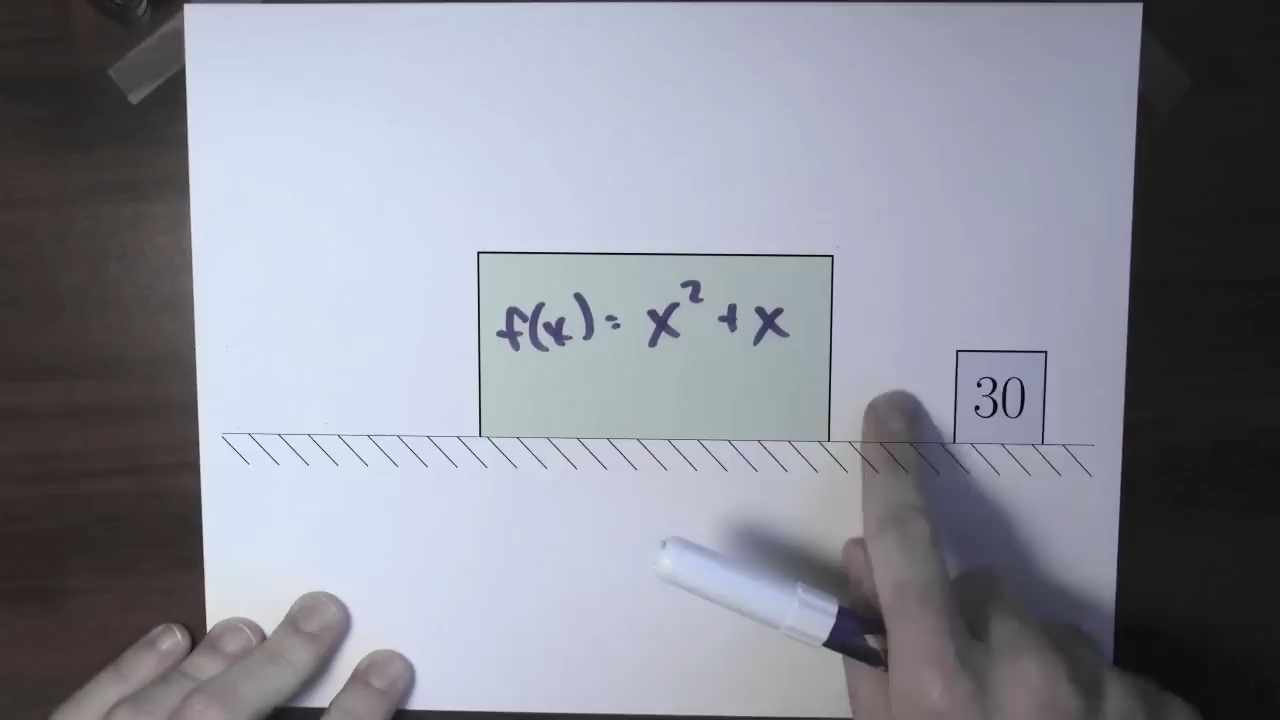 f(x) = x² + x
30